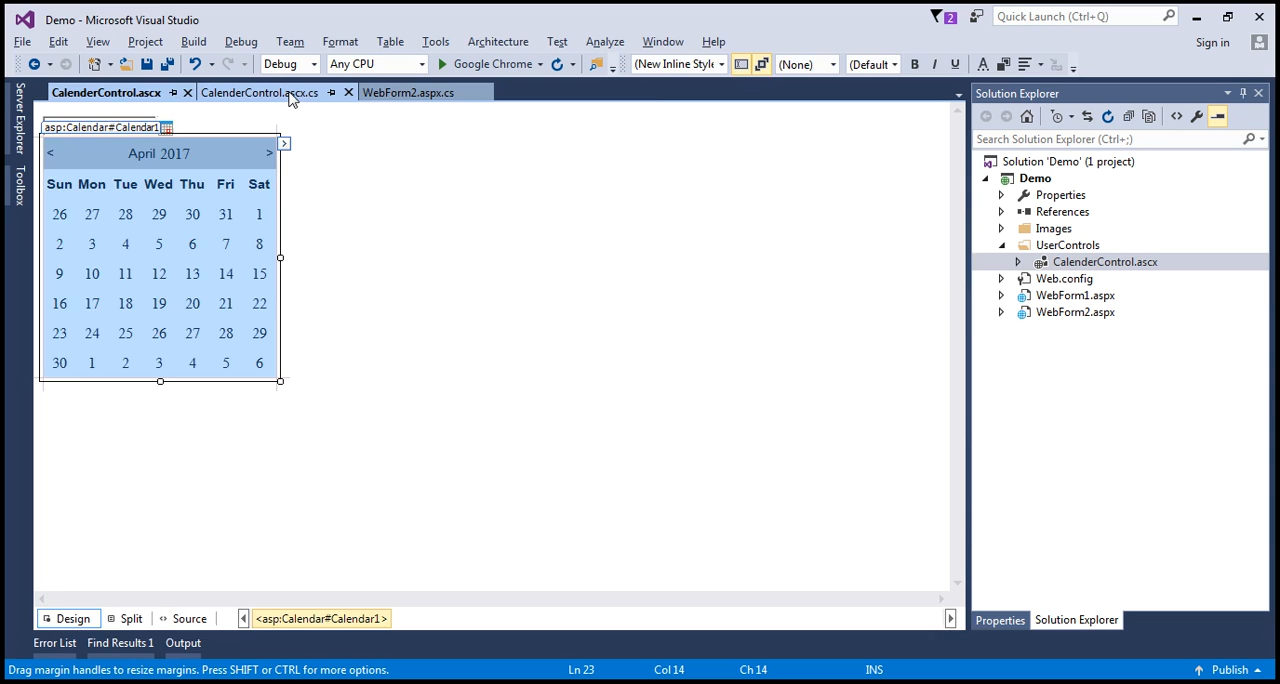 Demo - Microsoft Visual Studio
2
Quick Launch (Ctrl+Q)
File Edit View Project Build Debug Team Format Table Tools Architecture Test Analyze Window Help
Sign in
Debug Any CPU Google Chrome (New Inline Style (None) (Default B I U A
Server Explorer
Toolbox
CalenderControl.ascx CalenderControl.ascx.cs WebForm2.aspx.cs
asp:Calendar#Calendar1
< April 2017 >
Sun Mon Tue Wed Thu Fri Sat
26 27 28 29 30 31 1
2 3 4 5 6 7 8
9 10 11 12 13 14 15
16 17 18 19 20 21 22
23 24 25 26 27 28 29
30 1 2 3 4 5 6
Design Split Source <asp:Calendar#Calendar1>
Solution Explorer
Search Solution Explorer (Ctrl+;)
Solution 'Demo' (1 project)
Demo
Properties
References
Images
UserControls
CalenderControl.ascx
Web.config
WebForm1.aspx
WebForm2.aspx
Properties Solution Explorer
Error List Find Results 1 Output
Drag margin handles to resize margins. Press SHIFT or CTRL for more options. Ln 23 Col 14 Ch 14 INS Publish